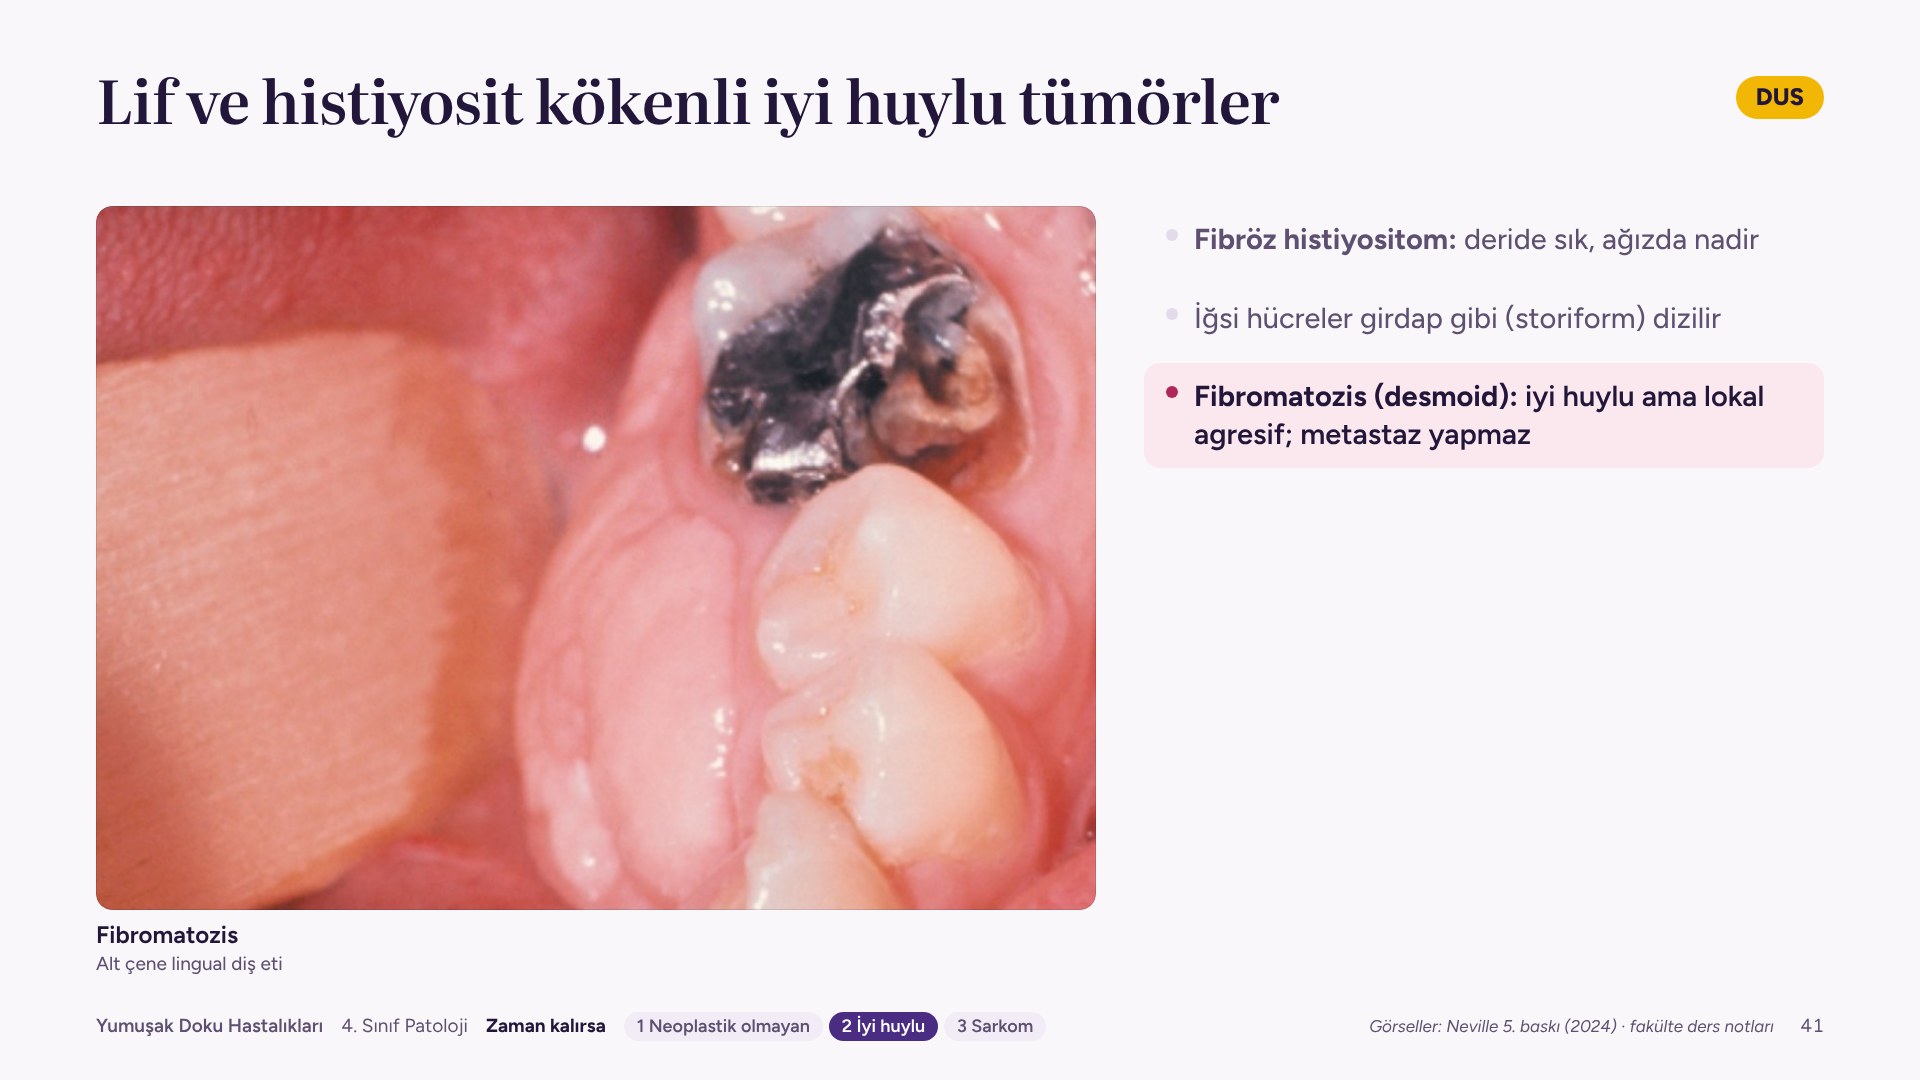 Lif ve histiyosit kökenli iyi huylu tümörler
DUS
Fibröz histiyositom: deride sık, ağızda nadir
İğsi hücreler girdap gibi (storiform) dizilir
Fibromatozis (desmoid): iyi huylu ama lokal
agresif; metastaz yapmaz
Fibromatozis
Alt çene lingual diş eti
Yumuşak Doku Hastalıkları 4. Sınıf Patoloji Zaman kalırsa 1 Neoplastik olmayan 2 İyi huylu 3 Sarkom
Görseller: Neville 5. baskı (2024) · fakülte ders notları 41